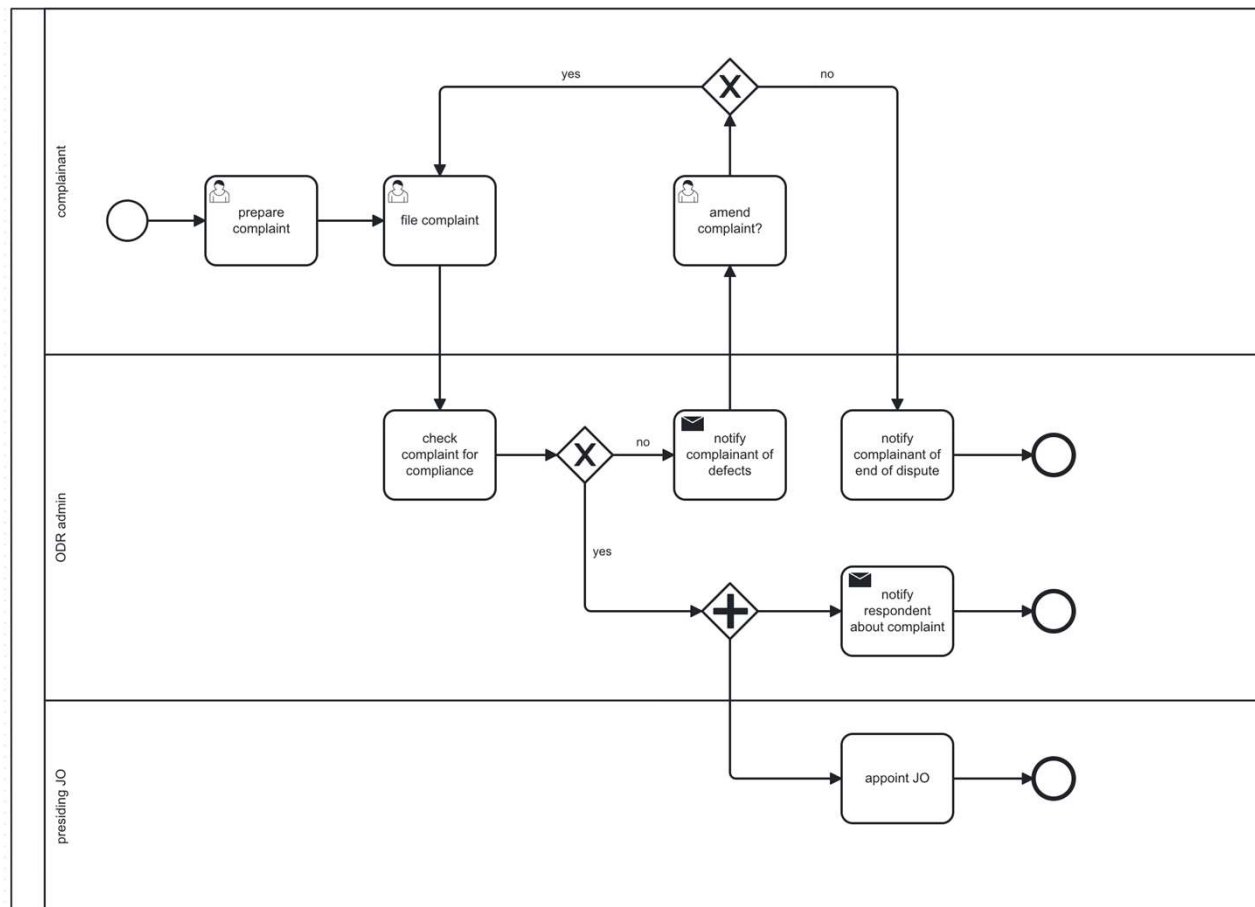 complainant
yes
no
prepare
complaint
file complaint
amend
complaint?
ODR admin
check
complaint for
compliance
no
notify
complainant of
defects
notify
complainant of
end of dispute
yes
notify
respondent
about complaint
presiding JO
appoint JO